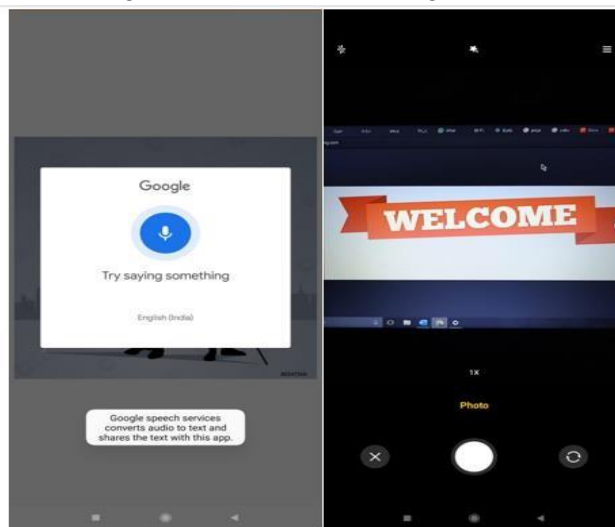 Google
Try saying something
English (India)
Google speech services
converts audio to text and
shares the text with this app.
WELCOME
1X
Photo